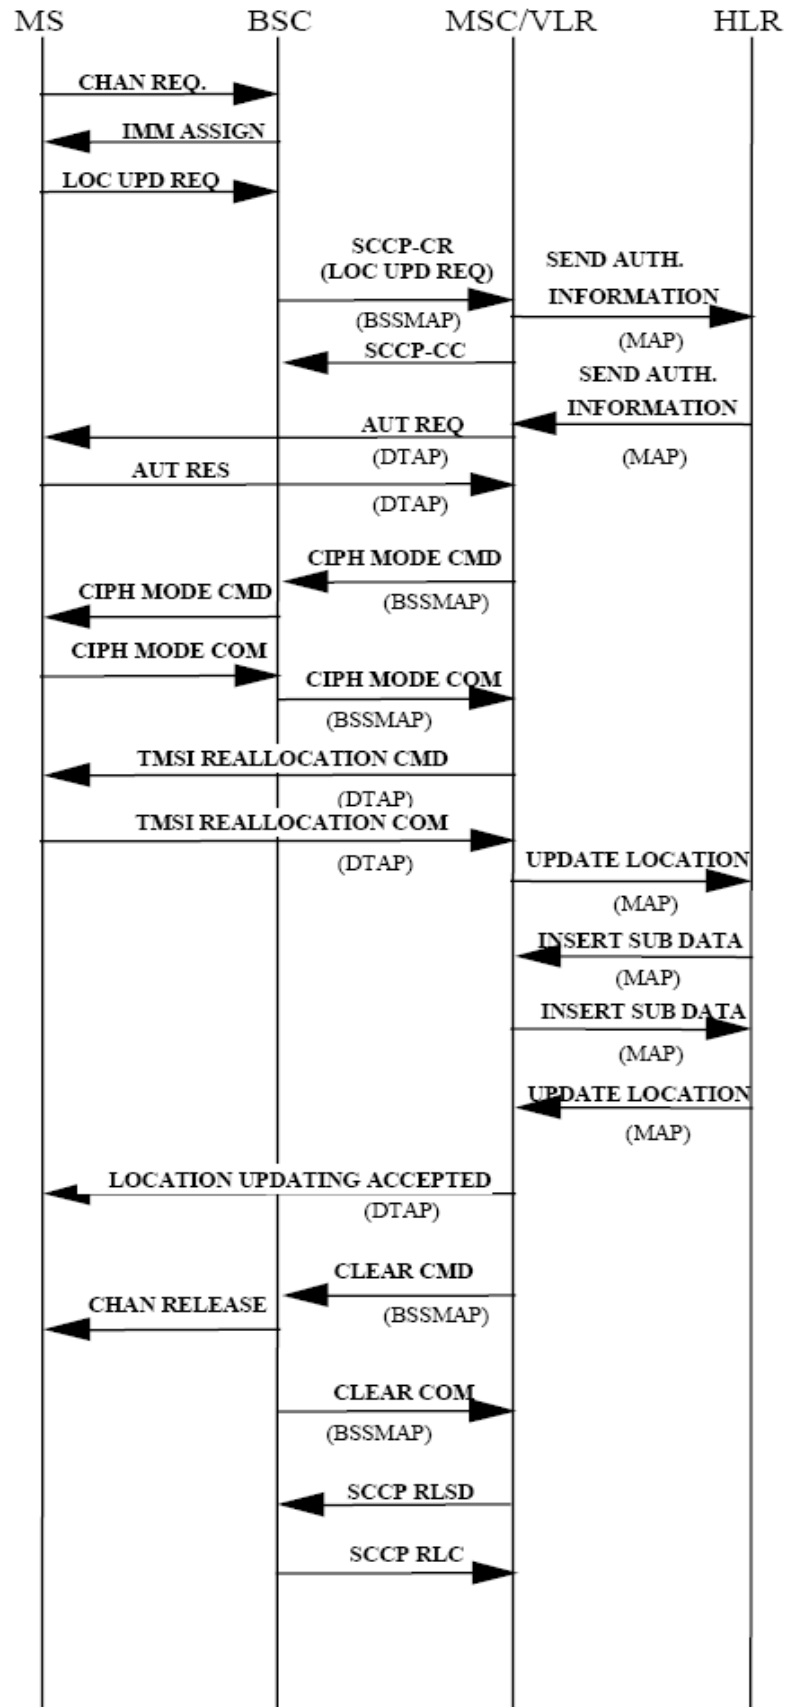 MS BSC MSC/VLR HLR
CHAN REQ.
IMM ASSIGN
LOC UPD REQ
SCCP-CR
(LOC UPD REQ)
SEND AUTH.
INFORMATION
(BSSMAP)
(MAP)
SCCP-CC
SEND AUTH.
INFORMATION
AUT REQ
(DTAP)
(MAP)
AUT RES
(DTAP)
CIPH MODE CMD
(BSSMAP)
CIPH MODE CMD
CIPH MODE COM
CIPH MODE COM
(BSSMAP)
TMSI REALLOCATION CMD
(DTAP)
TMSI REALLOCATION COM
(DTAP)
UPDATE LOCATION
(MAP)
INSERT SUB DATA
(MAP)
INSERT SUB DATA
(MAP)
UPDATE LOCATION
(MAP)
LOCATION UPDATING ACCEPTED
(DTAP)
CLEAR CMD
(BSSMAP)
CHAN RELEASE
CLEAR COM
(BSSMAP)
SCCP RLSD
SCCP RLC